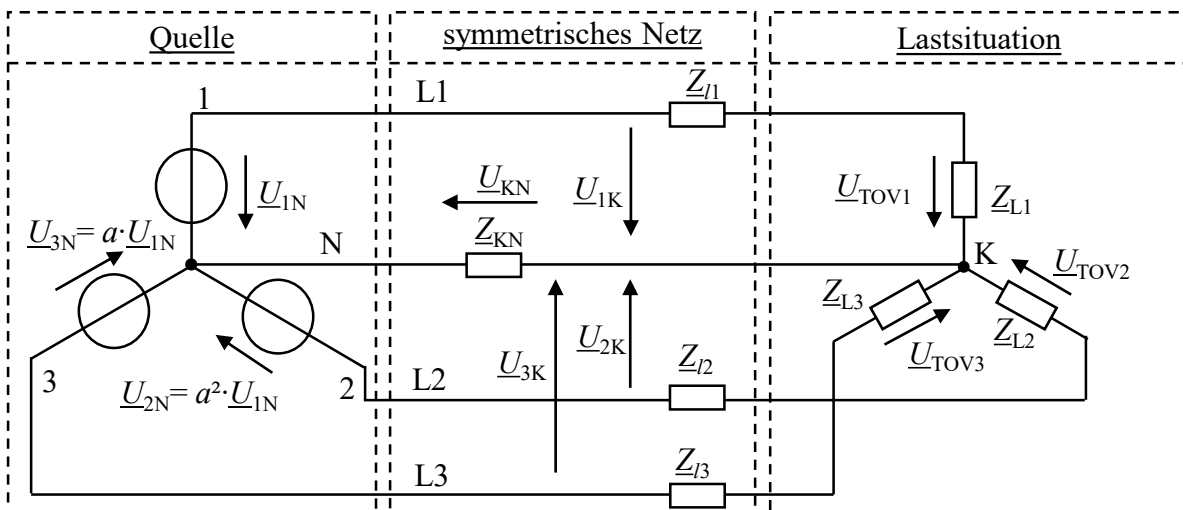 Quelle
symmetrisches Netz
Lastsituation
1
L1
Z_l1
U_1N
U_KN
U_1K
U_TOV1
Z_L1
U_3N = a·U_1N
N
Z_KN
K
U_TOV2
Z_L3
Z_L2
U_2K
U_3K
U_TOV3
3
U_2N = a²·U_1N
2
L2
Z_l2
L3
Z_l3